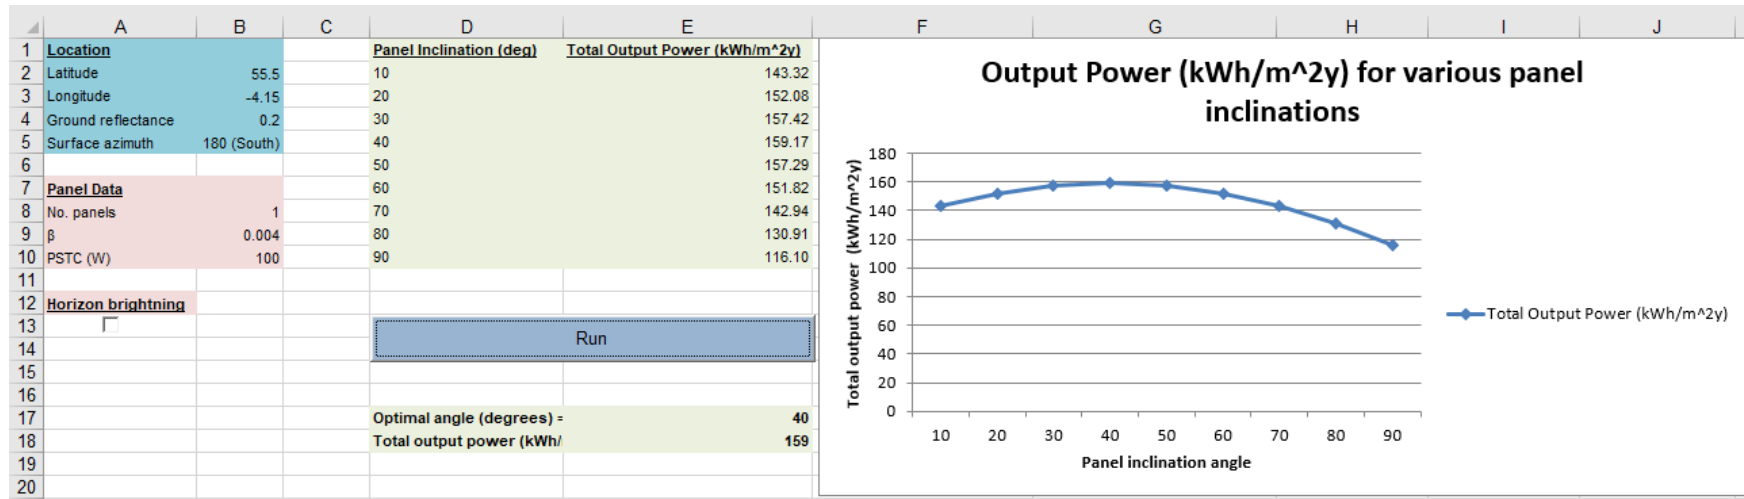 A B C D E F G H I J
1 Location Panel Inclination (deg) Total Output Power (kWh/m^2y)
2 Latitude 55.5 10 143.32
3 Longitude -4.15 20 152.08
4 Ground reflectance 0.2 30 157.42
5 Surface azimuth 180 (South) 40 159.17
6 50 157.29
7 Panel Data 60 151.82
8 No. panels 1 70 142.94
9 β 0.004 80 130.91
10 PSTC (W) 100 90 116.10
11
12 Horizon brightning
13
14
Run
15
16
17 Optimal angle (degrees) = 40
18 Total output power (kWh/ 159
19
20
Output Power (kWh/m^2y) for various panel
inclinations
Total output power (kWh/m^2y)
180
160
140
120
100
80
60
40
20
0
10 20 30 40 50 60 70 80 90
Panel inclination angle
Total Output Power (kWh/m^2y)